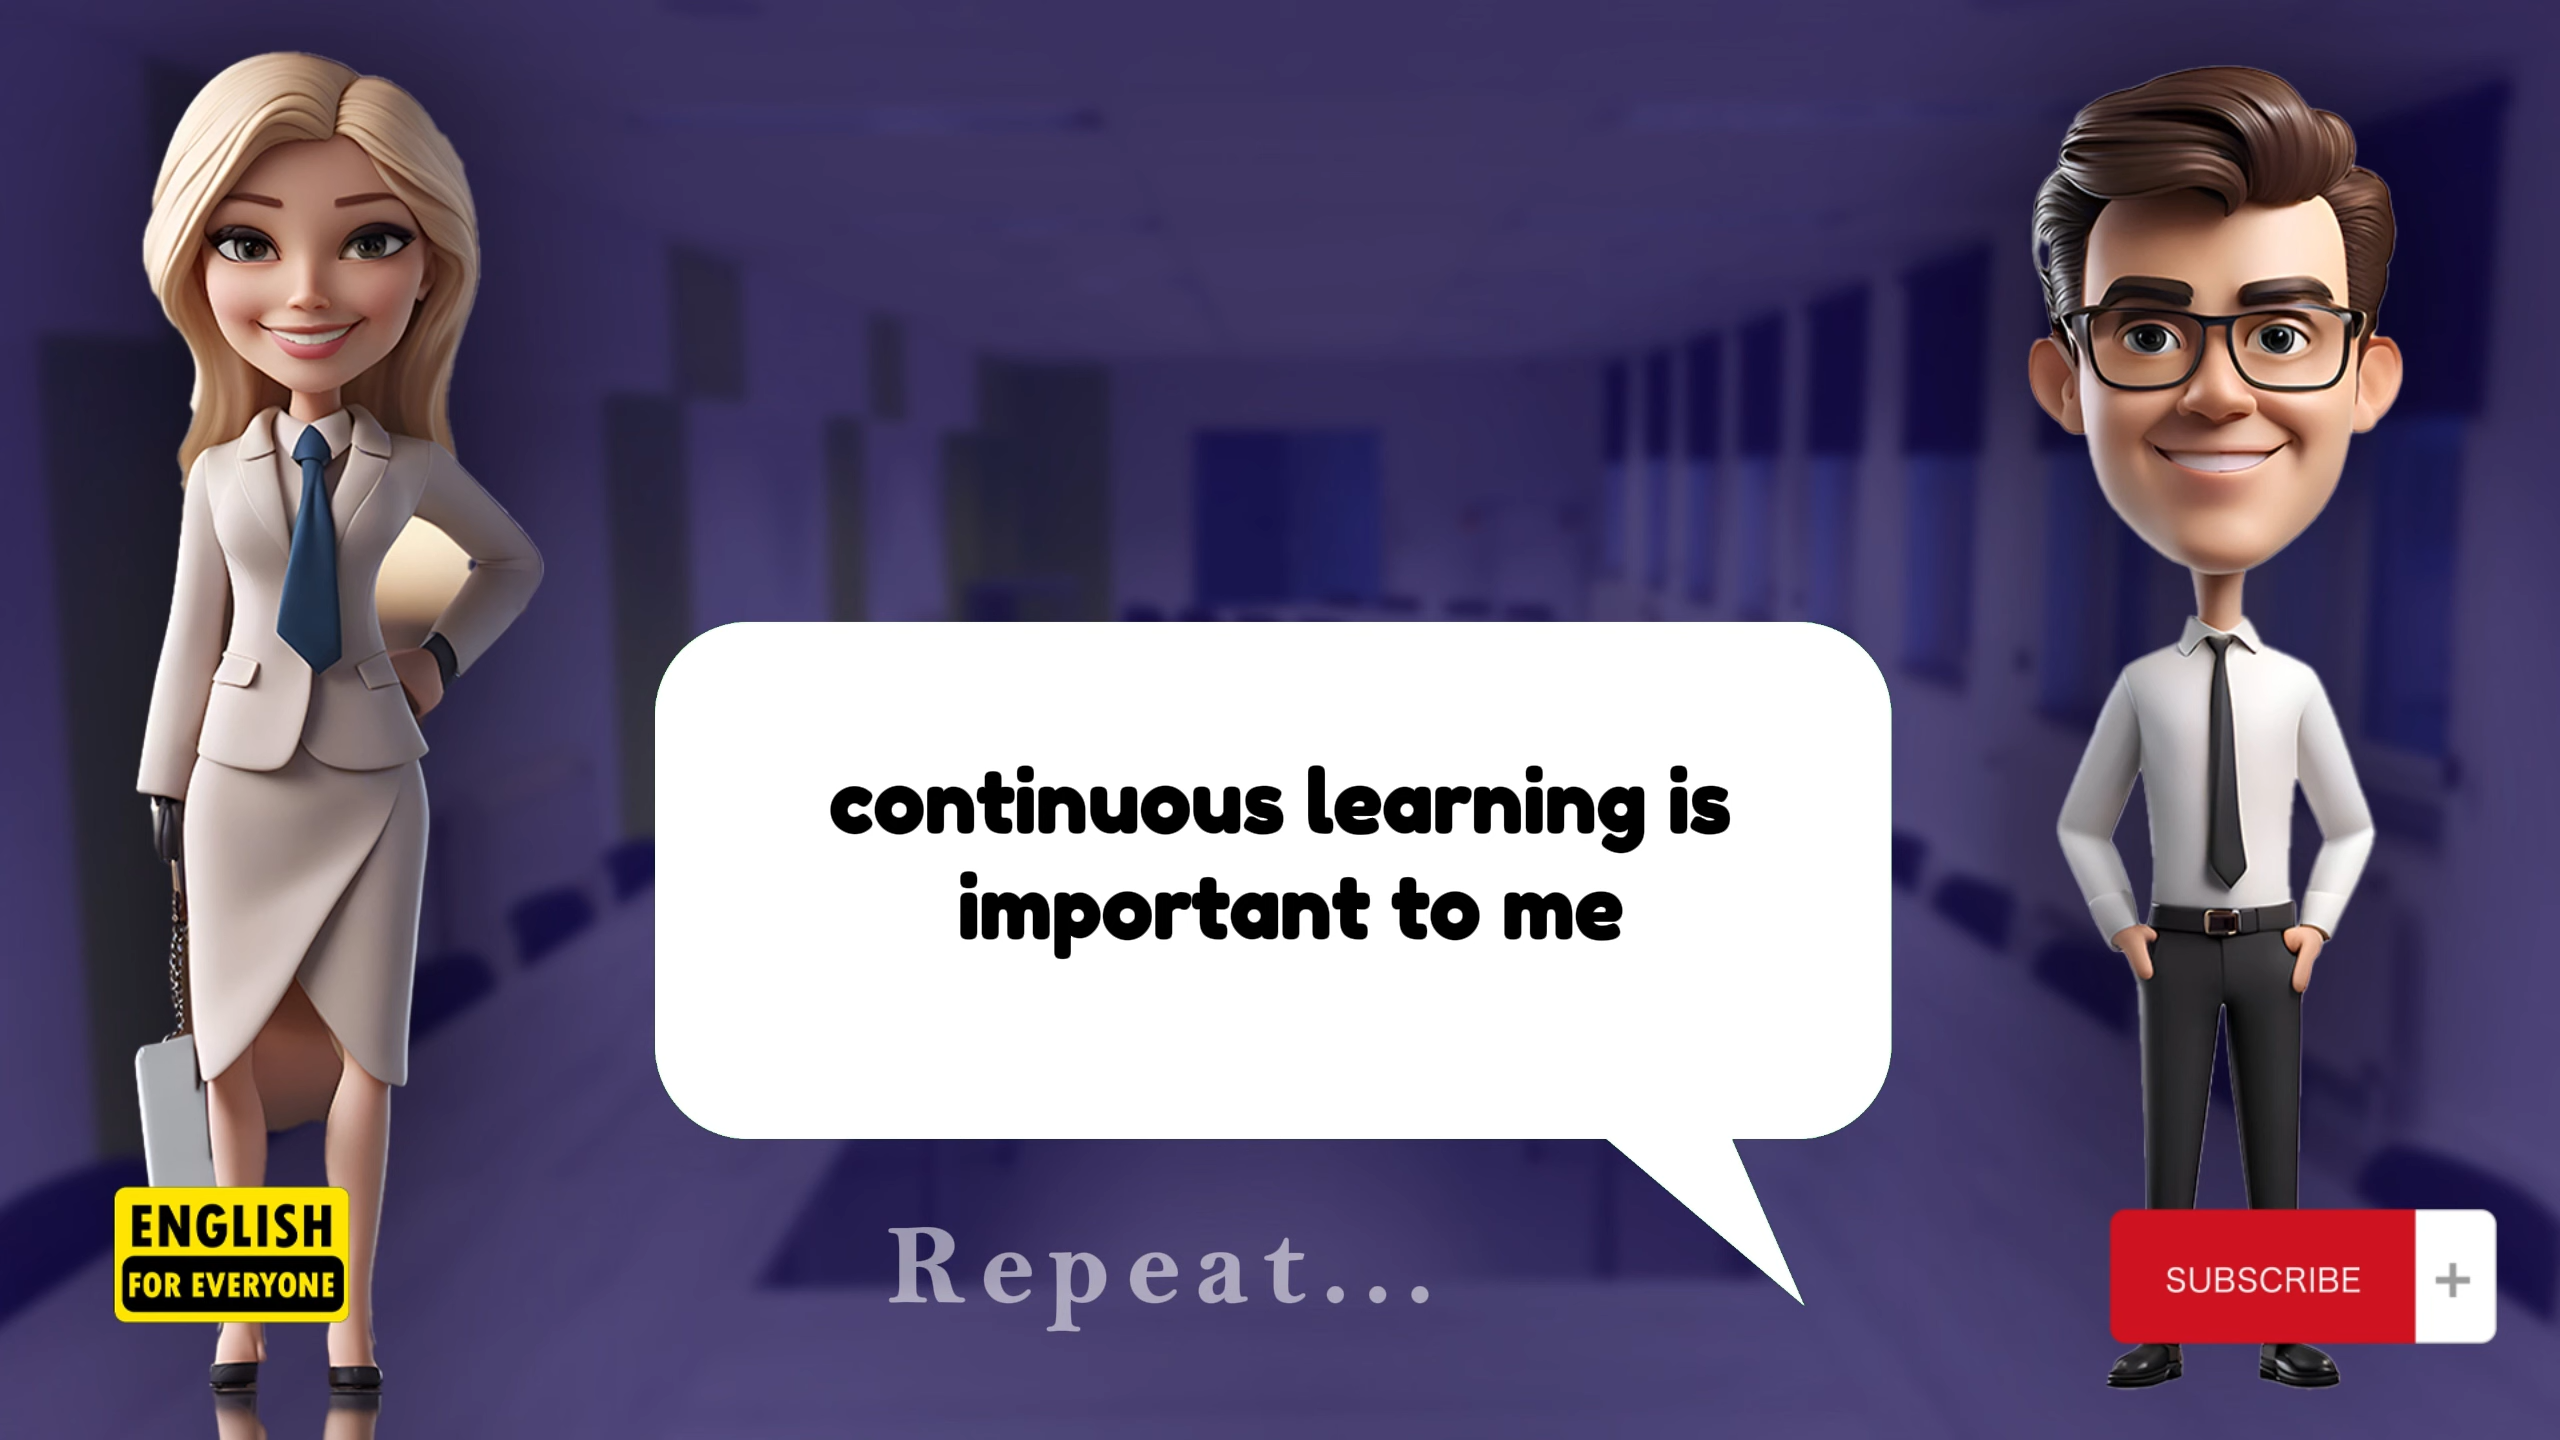 continuous learning is
important to me
Repeat...
ENGLISH
FOR EVERYONE
SUBSCRIBE +